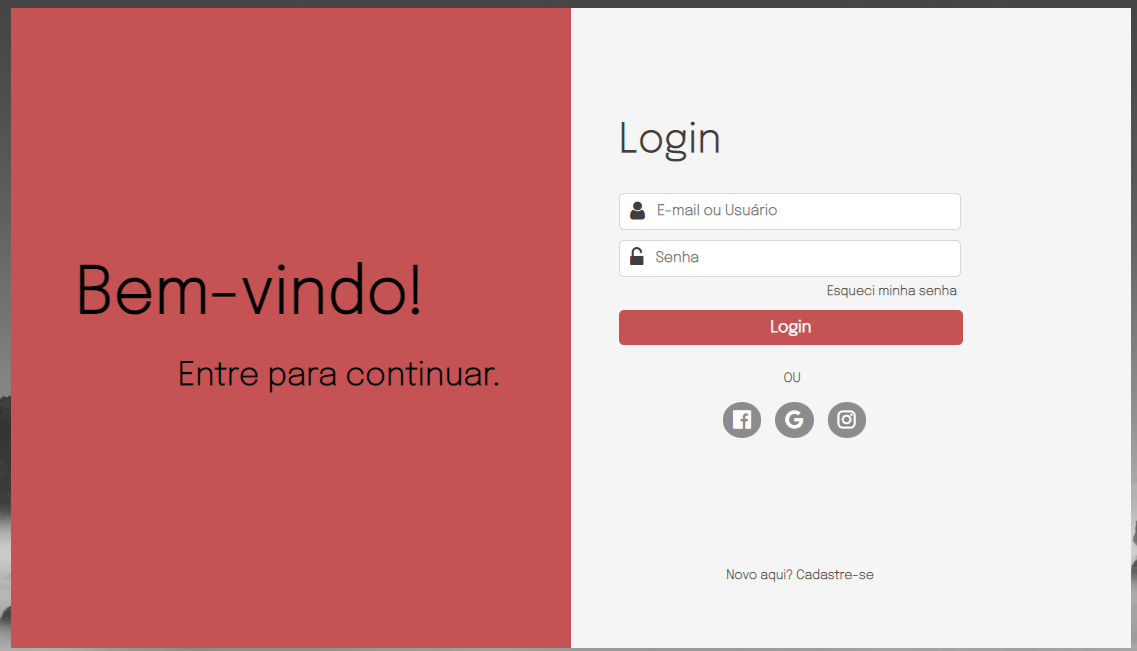 Bem-vindo!
Entre para continuar.
Login
E-mail ou Usuário
Senha
Esqueci minha senha
Login
OU
Novo aqui? Cadastre-se